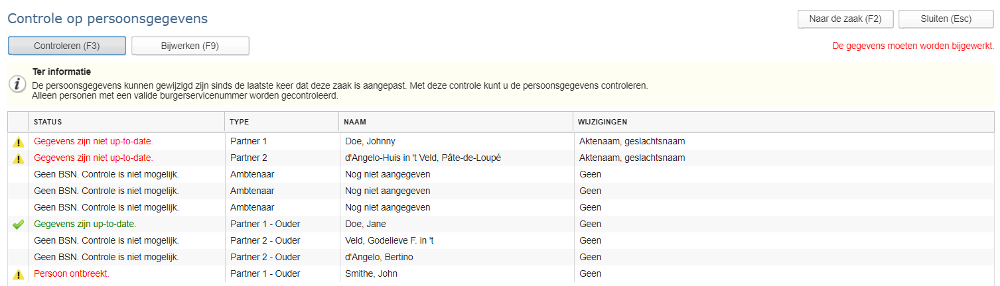 Controle op persoonsgegevens
Naar de zaak (F2) Sluiten (Esc)
Controleren (F3) Bijwerken (F9) De gegevens moeten worden bijgewerkt.
Ter informatie
De persoonsgegevens kunnen gewijzigd zijn sinds de laatste keer dat deze zaak is aangepast. Met deze controle kunt u de persoonsgegevens controleren.
Alleen personen met een valide burgerservicenummer worden gecontroleerd.
STATUS TYPE NAAM WIJZIGINGEN
Gegevens zijn niet up-to-date. Partner 1 Doe, Johnny Aktenaam, geslachtsnaam
Gegevens zijn niet up-to-date. Partner 2 d'Angelo-Huis in 't Veld, Pâte-de-Loupé Aktenaam, geslachtsnaam
Geen BSN. Controle is niet mogelijk. Ambtenaar Nog niet aangegeven Geen
Geen BSN. Controle is niet mogelijk. Ambtenaar Nog niet aangegeven Geen
Geen BSN. Controle is niet mogelijk. Ambtenaar Nog niet aangegeven Geen
Gegevens zijn up-to-date. Partner 1 - Ouder Doe, Jane Geen
Geen BSN. Controle is niet mogelijk. Partner 2 - Ouder Veld, Godelieve F. in 't Geen
Geen BSN. Controle is niet mogelijk. Partner 2 - Ouder d'Angelo, Bertino Geen
Persoon ontbreekt. Partner 1 - Ouder Smithe, John Geen